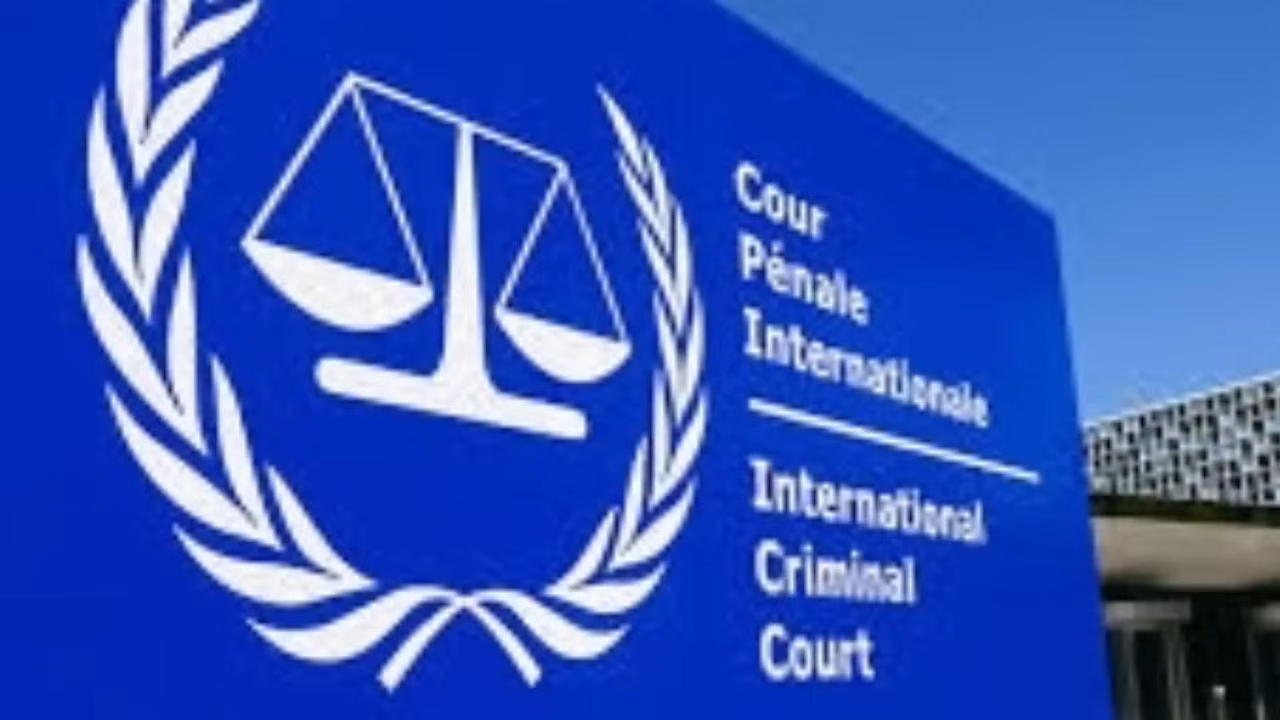 Cour
Pénale
Internationale
International
Criminal
Court